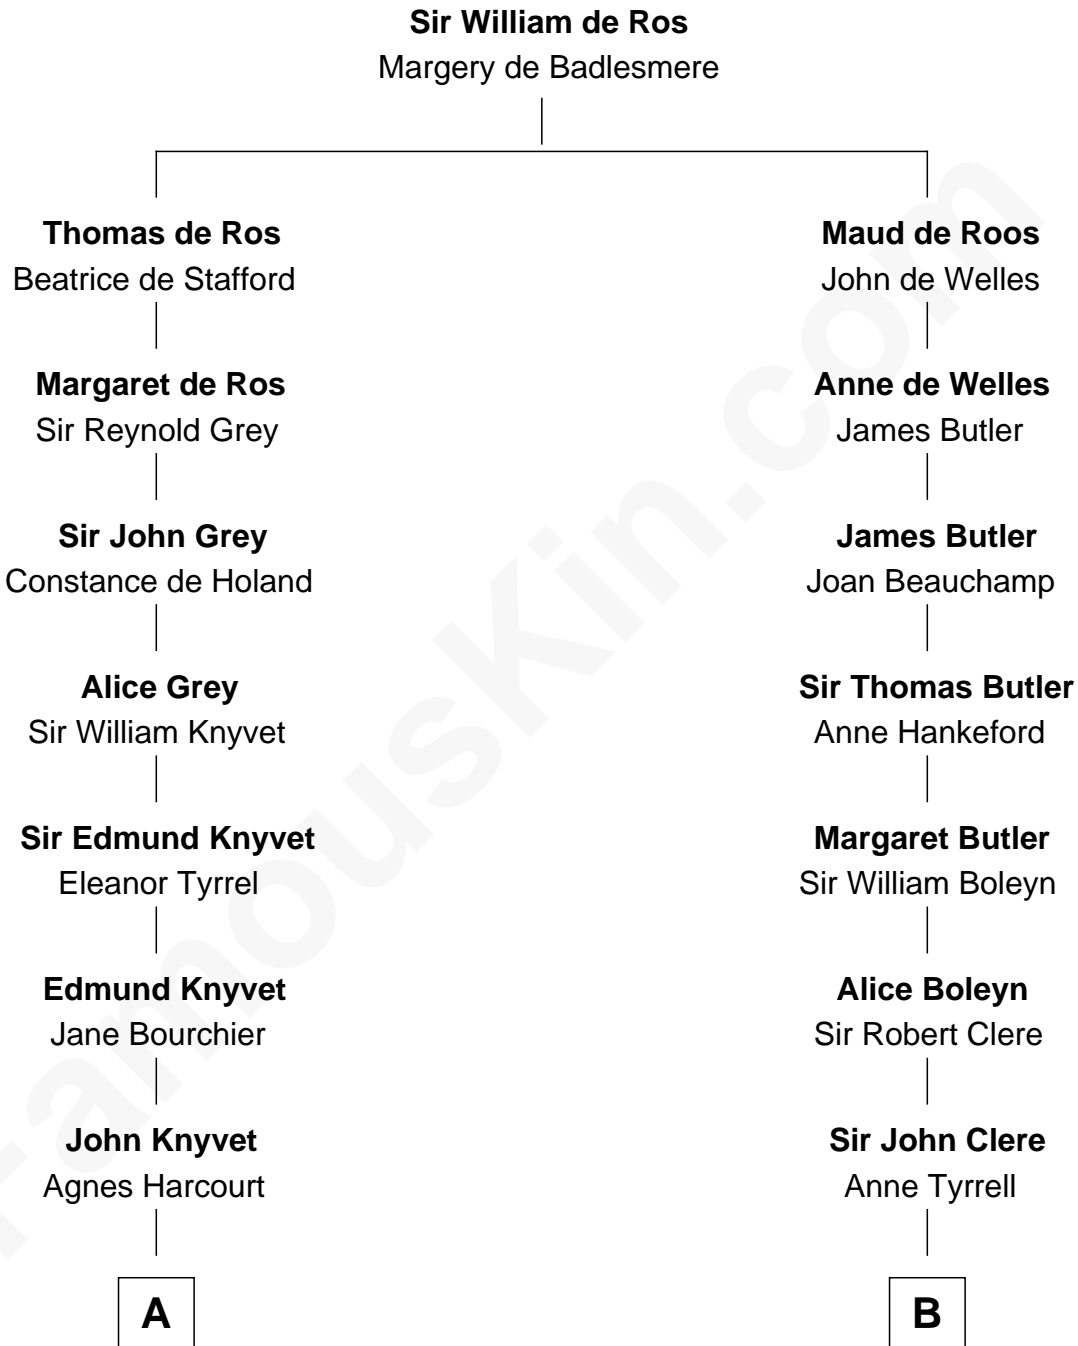 Sir William de Ros
Margery de Badlesmere
Thomas de Ros
Beatrice de Stafford
Margaret de Ros
Sir Reynold Grey
Sir John Grey
Constance de Holand
Alice Grey
Sir William Knyvet
Sir Edmund Knyvet
Eleanor Tyrrel
Edmund Knyvet
Jane Bourchier
John Knyvet
Agnes Harcourt
A
Maud de Roos
John de Welles
Anne de Welles
James Butler
James Butler
Joan Beauchamp
Sir Thomas Butler
Anne Hankeford
Margaret Butler
Sir William Boleyn
Alice Boleyn
Sir Robert Clere
Sir John Clere
Anne Tyrrell
B
FamousKin.com